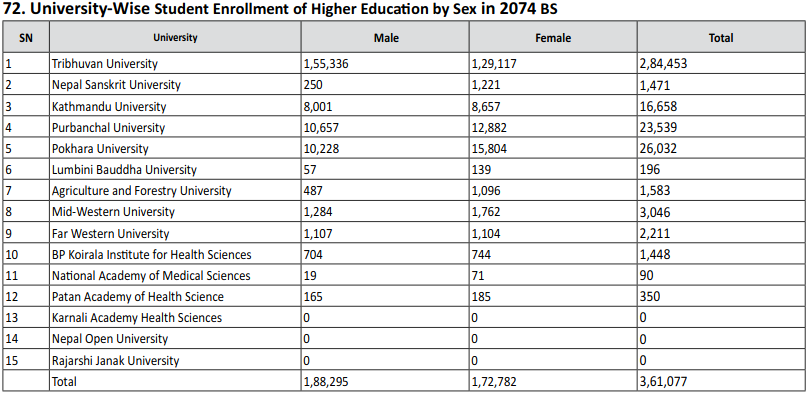 72. University-Wise Student Enrollment of Higher Education by Sex in 2074 BS
SN University Male Female Total
1 Tribhuvan University 1,55,336 1,29,117 2,84,453
2 Nepal Sanskrit University 250 1,221 1,471
3 Kathmandu University 8,001 8,657 16,658
4 Purbanchal University 10,657 12,882 23,539
5 Pokhara University 10,228 15,804 26,032
6 Lumbini Bauddha University 57 139 196
7 Agriculture and Forestry University 487 1,096 1,583
8 Mid-Western University 1,284 1,762 3,046
9 Far Western University 1,107 1,104 2,211
10 BP Koirala Institute for Health Sciences 704 744 1,448
11 National Academy of Medical Sciences 19 71 90
12 Patan Academy of Health Science 165 185 350
13 Karnali Academy Health Sciences 0 0 0
14 Nepal Open University 0 0 0
15 Rajarshi Janak University 0 0 0
Total 1,88,295 1,72,782 3,61,077